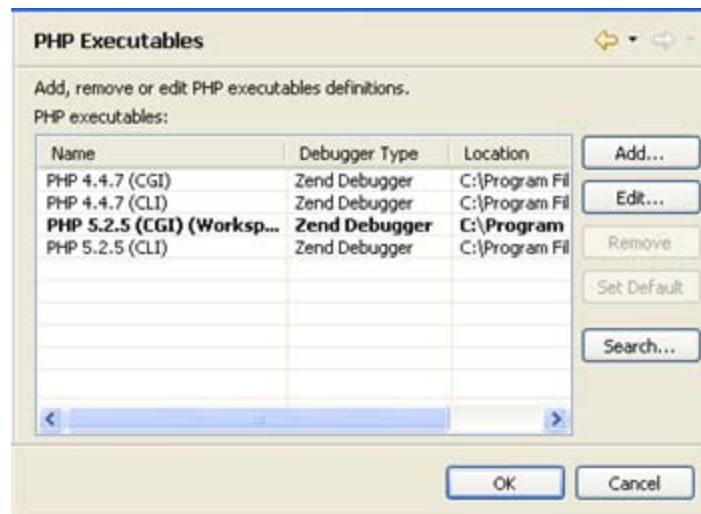 PHP Executables
Add, remove or edit PHP executables definitions.
PHP executables:
Name Debugger Type Location
PHP 4.4.7 (CGI) Zend Debugger C:\Program Fil
PHP 4.4.7 (CLI) Zend Debugger C:\Program Fil
PHP 5.2.5 (CGI) (Worksp... Zend Debugger C:\Program
PHP 5.2.5 (CLI) Zend Debugger C:\Program Fil
Add...
Edit...
Remove
Set Default
Search...
OK Cancel